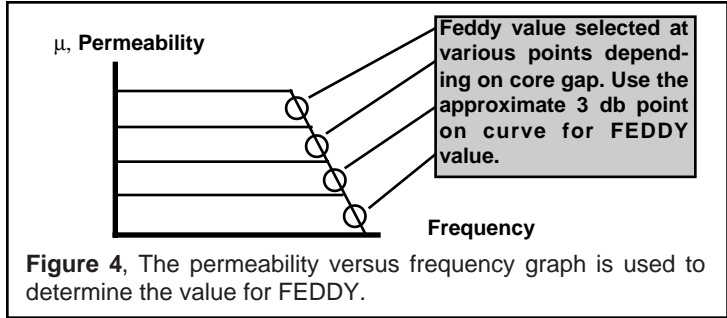 μ, Permeability
Feddy value selected at
various points depend-
ing on core gap. Use the
approximate 3 db point
on curve for FEDDY
value.
Frequency
Figure 4, The permeability versus frequency graph is used to
determine the value for FEDDY.